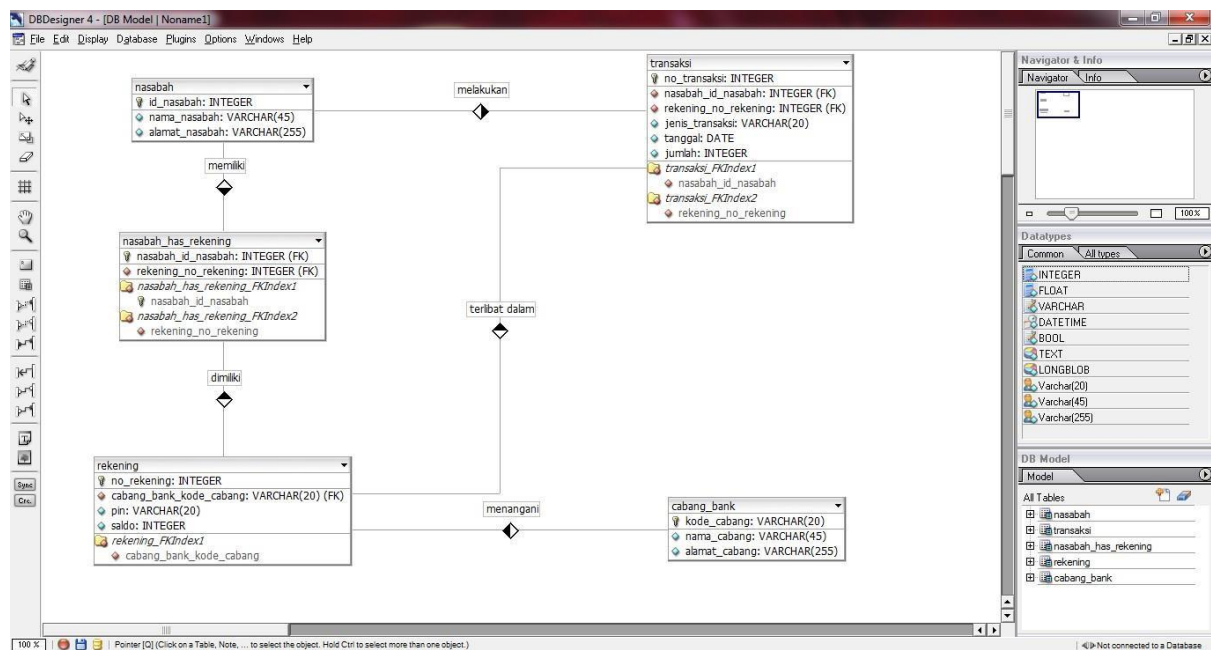 DBDesigner 4 - [DB Model | Noname1]
File Edit Display Database Plugins Options Windows Help
nasabah
id_nasabah: INTEGER
nama_nasabah: VARCHAR(45)
alamat_nasabah: VARCHAR(255)
melakukan
transaksi
no_transaksi: INTEGER
nasabah_id_nasabah: INTEGER (FK)
rekening_no_rekening: INTEGER (FK)
jenis_transaksi: VARCHAR(20)
tanggal: DATE
jumlah: INTEGER
transaksi_FKIndex1
nasabah_id_nasabah
transaksi_FKIndex2
rekening_no_rekening
memiliki
nasabah_has_rekening
nasabah_id_nasabah: INTEGER (FK)
rekening_no_rekening: INTEGER (FK)
nasabah_has_rekening_FKIndex1
nasabah_id_nasabah
nasabah_has_rekening_FKIndex2
rekening_no_rekening
terlibat dalam
dimiliki
rekening
no_rekening: INTEGER
cabang_bank_kode_cabang: VARCHAR(20) (FK)
pin: VARCHAR(20)
saldo: INTEGER
rekening_FKIndex1
cabang_bank_kode_cabang
menangani
cabang_bank
kode_cabang: VARCHAR(20)
nama_cabang: VARCHAR(45)
alamat_cabang: VARCHAR(255)
Navigator & Info
Navigator Info
100%
Datatypes
Common All types
INTEGER
FLOAT
VARCHAR
DATETIME
BOOL
TEXT
LONGBLOB
Varchar(20)
Varchar(45)
Varchar(255)
DB Model
Model
All Tables
nasabah
transaksi
nasabah_has_rekening
rekening
cabang_bank
Sync
100 % Pointer [Q] (Click on a Table, Note, ... to select the object. Hold Ctrl to select more than one object.) Not connected to a Database